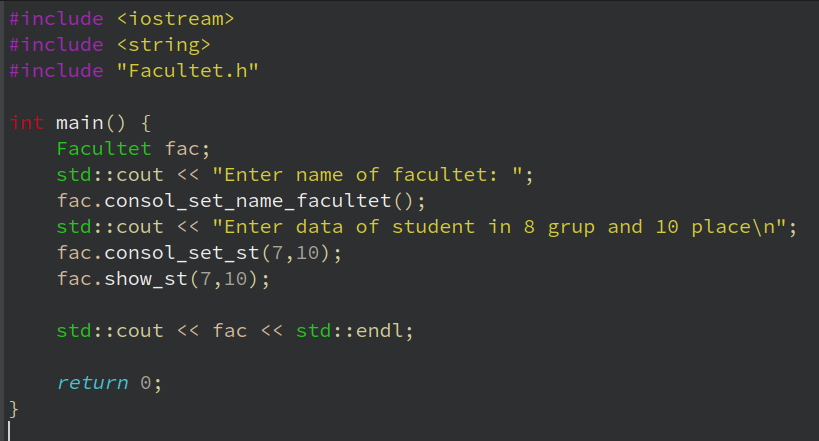 #include <iostream>
#include <string>
#include "Facultet.h"
int main() {
    Facultet fac;
    std::cout << "Enter name of facultet: ";
    fac.consol_set_name_facultet();
    std::cout << "Enter data of student in 8 grup and 10 place\n";
    fac.consol_set_st(7,10);
    fac.show_st(7,10);
    std::cout << fac << std::endl;
    return 0;
}